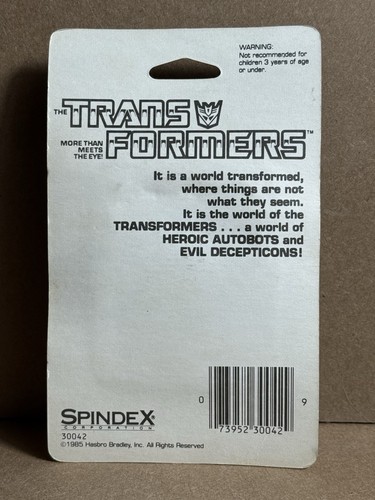 WARNING:
Not recommended for
children 3 years of age
or under.
THE TRANS
FORMERS™
MORE THAN
MEETS
THE EYE!
It is a world transformed,
where things are not
what they seem.
It is the world of the
TRANSFORMERS . . . a world of
HEROIC AUTOBOTS and
EVIL DECEPTICONS!
0 73952 30042 9
SPINDEX
CORPORATION
30042
©1985 Hasbro Bradley, Inc. All Rights Reserved